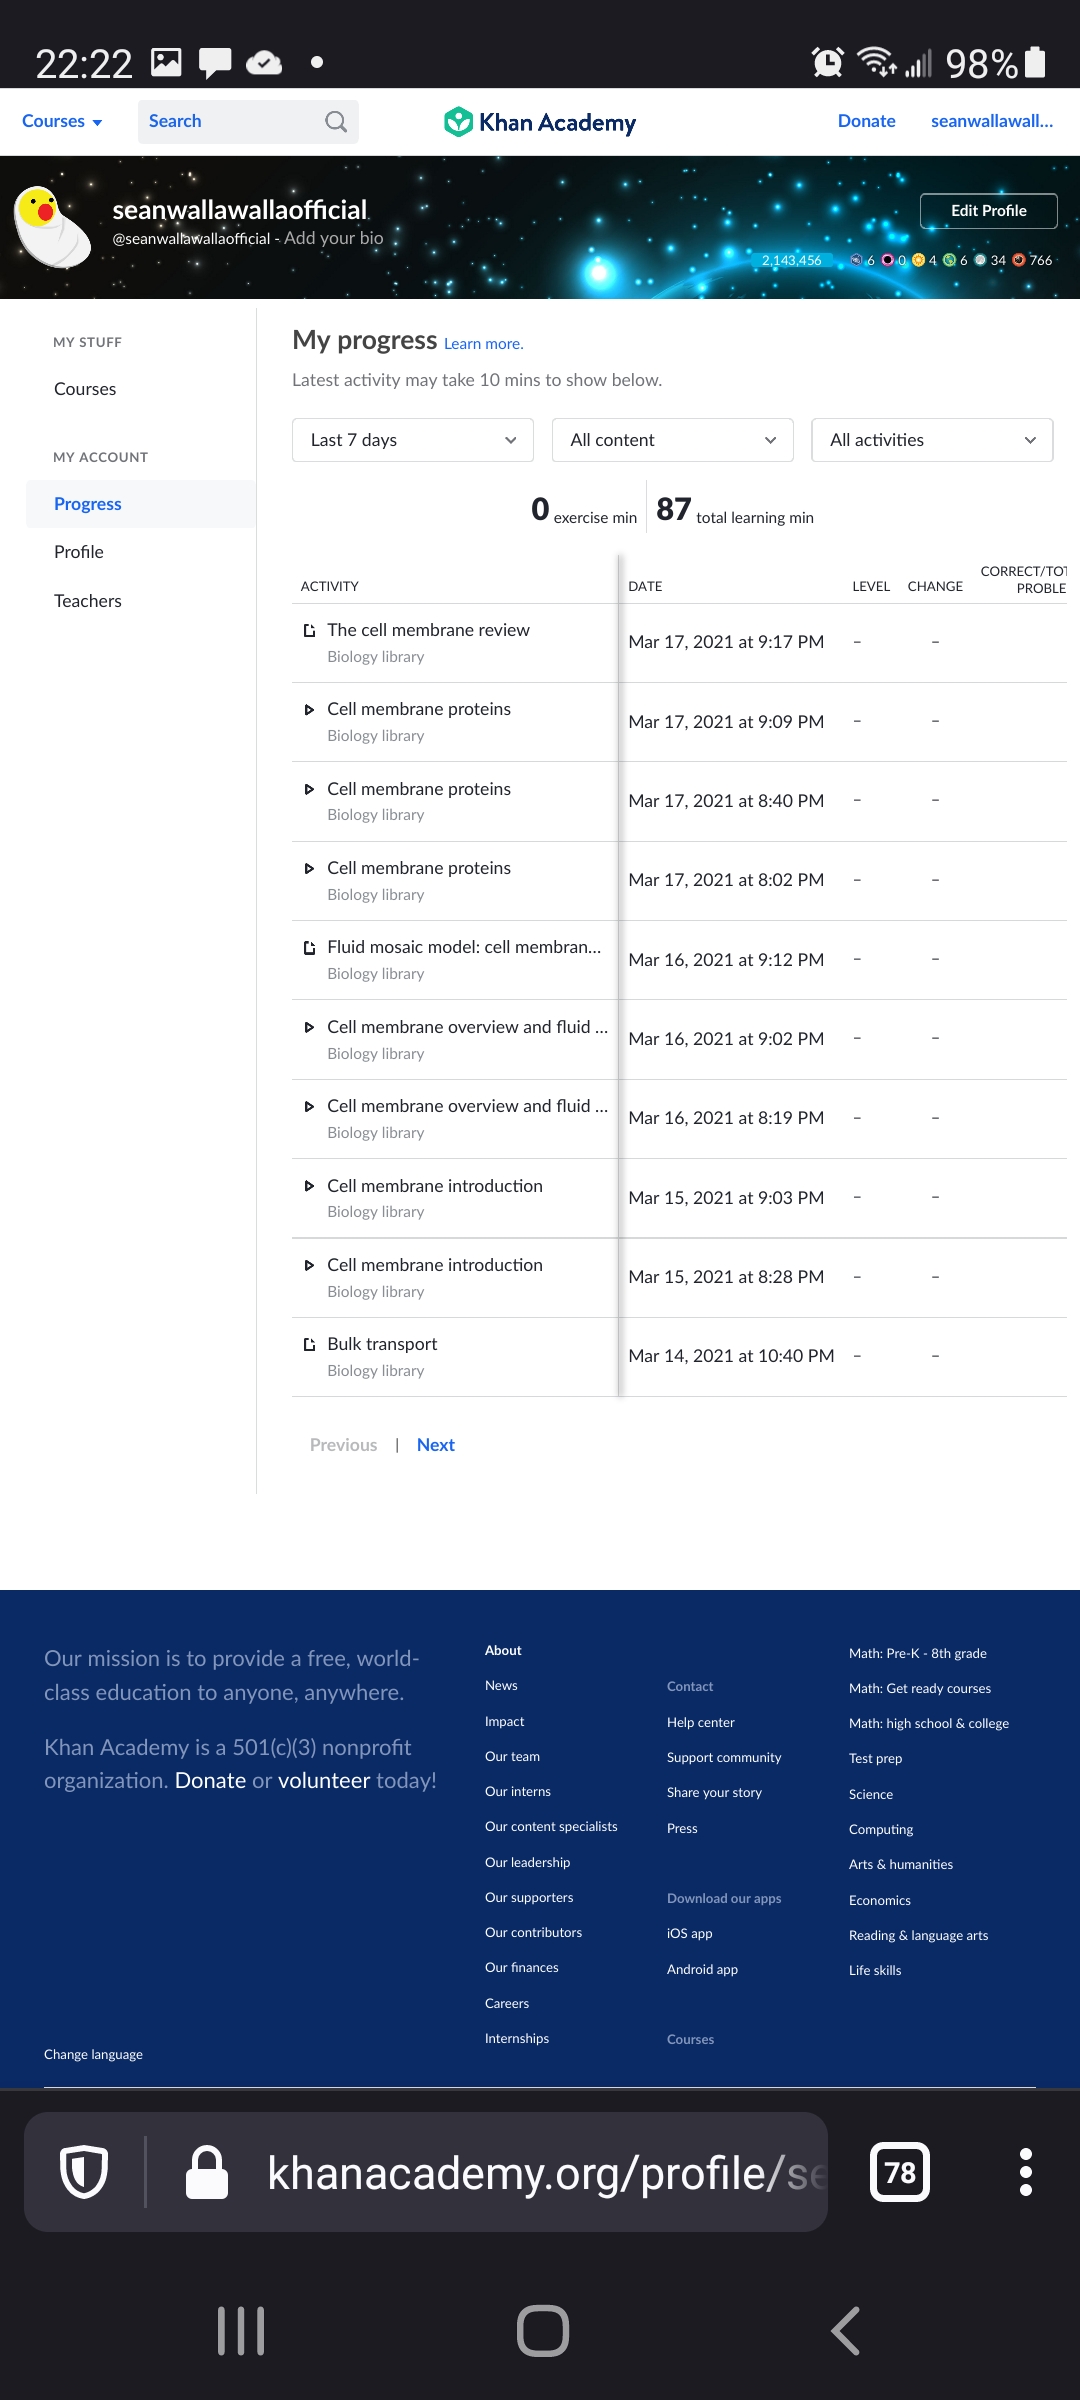 22:22 98%
Courses Search Khan Academy Donate seanwallawall...
seanwallawallaofficial
@seanwallawallaofficial - Add your bio
Edit Profile
2,143,456 6 0 4 6 34 766
MY STUFF
Courses
MY ACCOUNT
Progress
Profile
Teachers
My progress Learn more.
Latest activity may take 10 mins to show below.
Last 7 days All content All activities
0 exercise min 87 total learning min
ACTIVITY DATE LEVEL CHANGE CORRECT/TOT
PROBLE
The cell membrane review
Biology library
Mar 17, 2021 at 9:17 PM – –
Cell membrane proteins
Biology library
Mar 17, 2021 at 9:09 PM – –
Cell membrane proteins
Biology library
Mar 17, 2021 at 8:40 PM – –
Cell membrane proteins
Biology library
Mar 17, 2021 at 8:02 PM – –
Fluid mosaic model: cell membran...
Biology library
Mar 16, 2021 at 9:12 PM – –
Cell membrane overview and fluid ...
Biology library
Mar 16, 2021 at 9:02 PM – –
Cell membrane overview and fluid ...
Biology library
Mar 16, 2021 at 8:19 PM – –
Cell membrane introduction
Biology library
Mar 15, 2021 at 9:03 PM – –
Cell membrane introduction
Biology library
Mar 15, 2021 at 8:28 PM – –
Bulk transport
Biology library
Mar 14, 2021 at 10:40 PM – –
Previous | Next
Our mission is to provide a free, world-
class education to anyone, anywhere.
Khan Academy is a 501(c)(3) nonprofit
organization. Donate or volunteer today!
Change language
About
News
Impact
Our team
Our interns
Our content specialists
Our leadership
Our supporters
Our contributors
Our finances
Careers
Internships
Contact
Help center
Support community
Share your story
Press
Download our apps
iOS app
Android app
Courses
Math: Pre-K - 8th grade
Math: Get ready courses
Math: high school & college
Test prep
Science
Computing
Arts & humanities
Economics
Reading & language arts
Life skills
khanacademy.org/profile/se 78